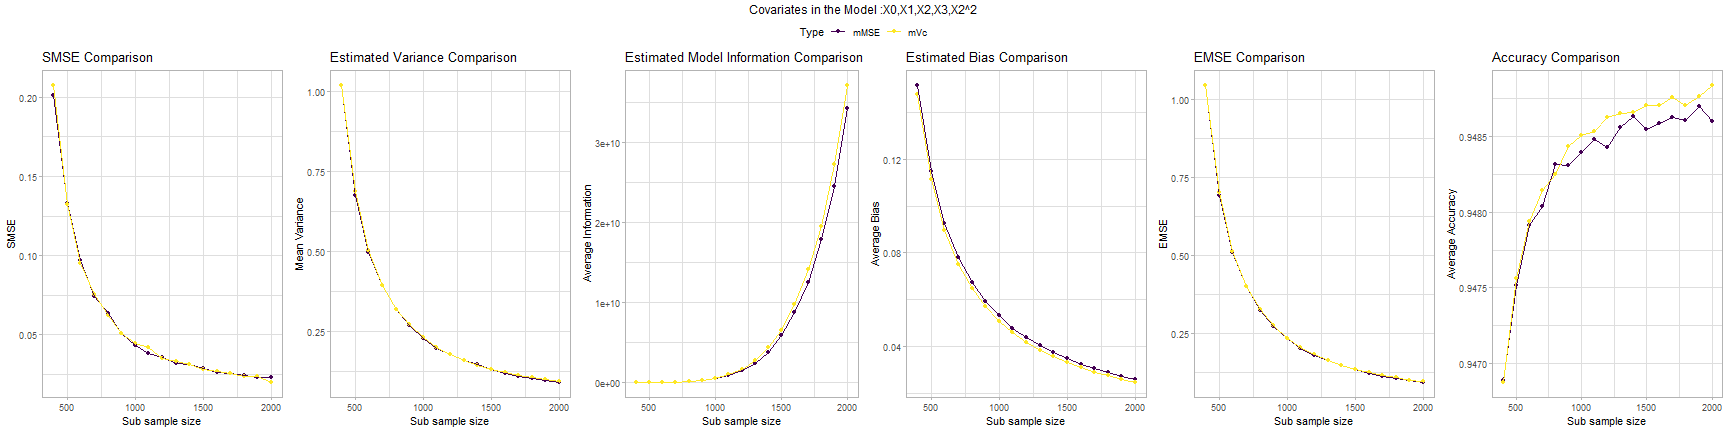 Covariates in the Model :X0,X1,X2,X3,X2^2
Type mMSE mVc
SMSE Comparison
SMSE
0.20
0.15
0.10
0.05
500 1000 1500 2000
Sub sample size
Estimated Variance Comparison
Mean Variance
1.00
0.75
0.50
0.25
500 1000 1500 2000
Sub sample size
Estimated Model Information Comparison
Average Information
3e+10
2e+10
1e+10
0e+00
500 1000 1500 2000
Sub sample size
Estimated Bias Comparison
Average Bias
0.12
0.08
0.04
500 1000 1500 2000
Sub sample size
EMSE Comparison
EMSE
1.00
0.75
0.50
0.25
500 1000 1500 2000
Sub sample size
Accuracy Comparison
Average Accuracy
0.9485
0.9480
0.9475
0.9470
500 1000 1500 2000
Sub sample size